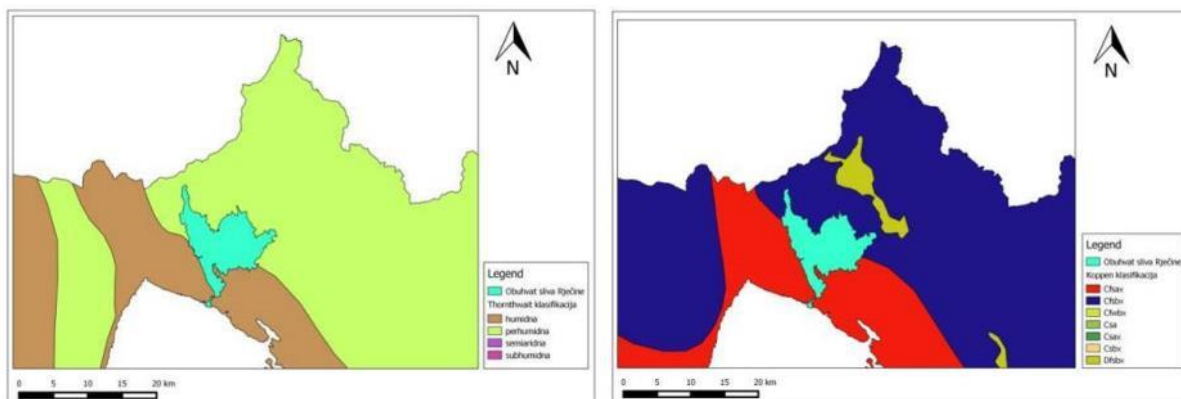 N
Legend
Obuhvat sliva Rječine
Thornthwait klasifikacija
humidna
perhumidna
semiaridna
subhumidna
0 5 10 15 20 km
N
Legend
Obuhvat sliva Rječine
Koppen klasifikacija
Cfsax
Cfsbx
Cfwbx
Csa
Csax
Csbx
Dfsbx
0 5 10 15 20 km